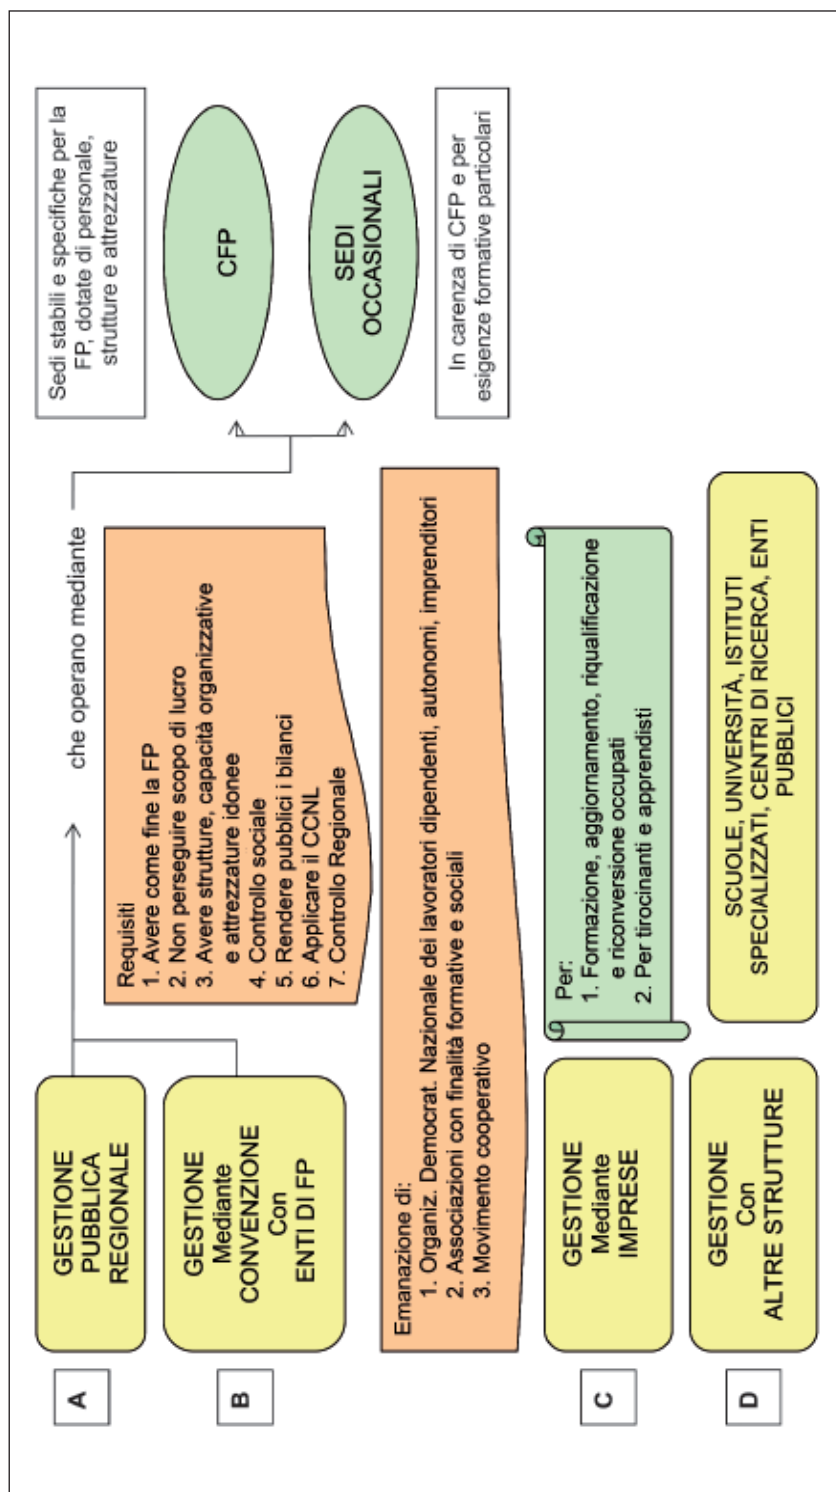 A
GESTIONE
PUBBLICA
REGIONALE
che operano mediante
Sedi stabili e specifiche per la
FP, dotate di personale,
strutture e attrezzature
B
GESTIONE
Mediante
CONVENZIONE
Con
ENTI DI FP
Requisiti
1. Avere come fine la FP
2. Non perseguire scopo di lucro
3. Avere strutture, capacità organizzative
e attrezzature idonee
4. Controllo sociale
5. Rendere pubblici i bilanci
6. Applicare il CCNL
7. Controllo Regionale
CFP
SEDI
OCCASIONALI
In carenza di CFP e per
esigenze formative particolari
Emanazione di:
1. Organiz. Democrat. Nazionale dei lavoratori dipendenti, autonomi, imprenditori
2. Associazioni con finalità formative e sociali
3. Movimento cooperativo
C
GESTIONE
Mediante
IMPRESE
Per:
1. Formazione, aggiornamento, riqualificazione
e riconversione occupati
2. Per tirocinanti e apprendisti
D
GESTIONE
Con
ALTRE STRUTTURE
SCUOLE, UNIVERSITÀ, ISTITUTI
SPECIALIZZATI, CENTRI DI RICERCA, ENTI
PUBBLICI